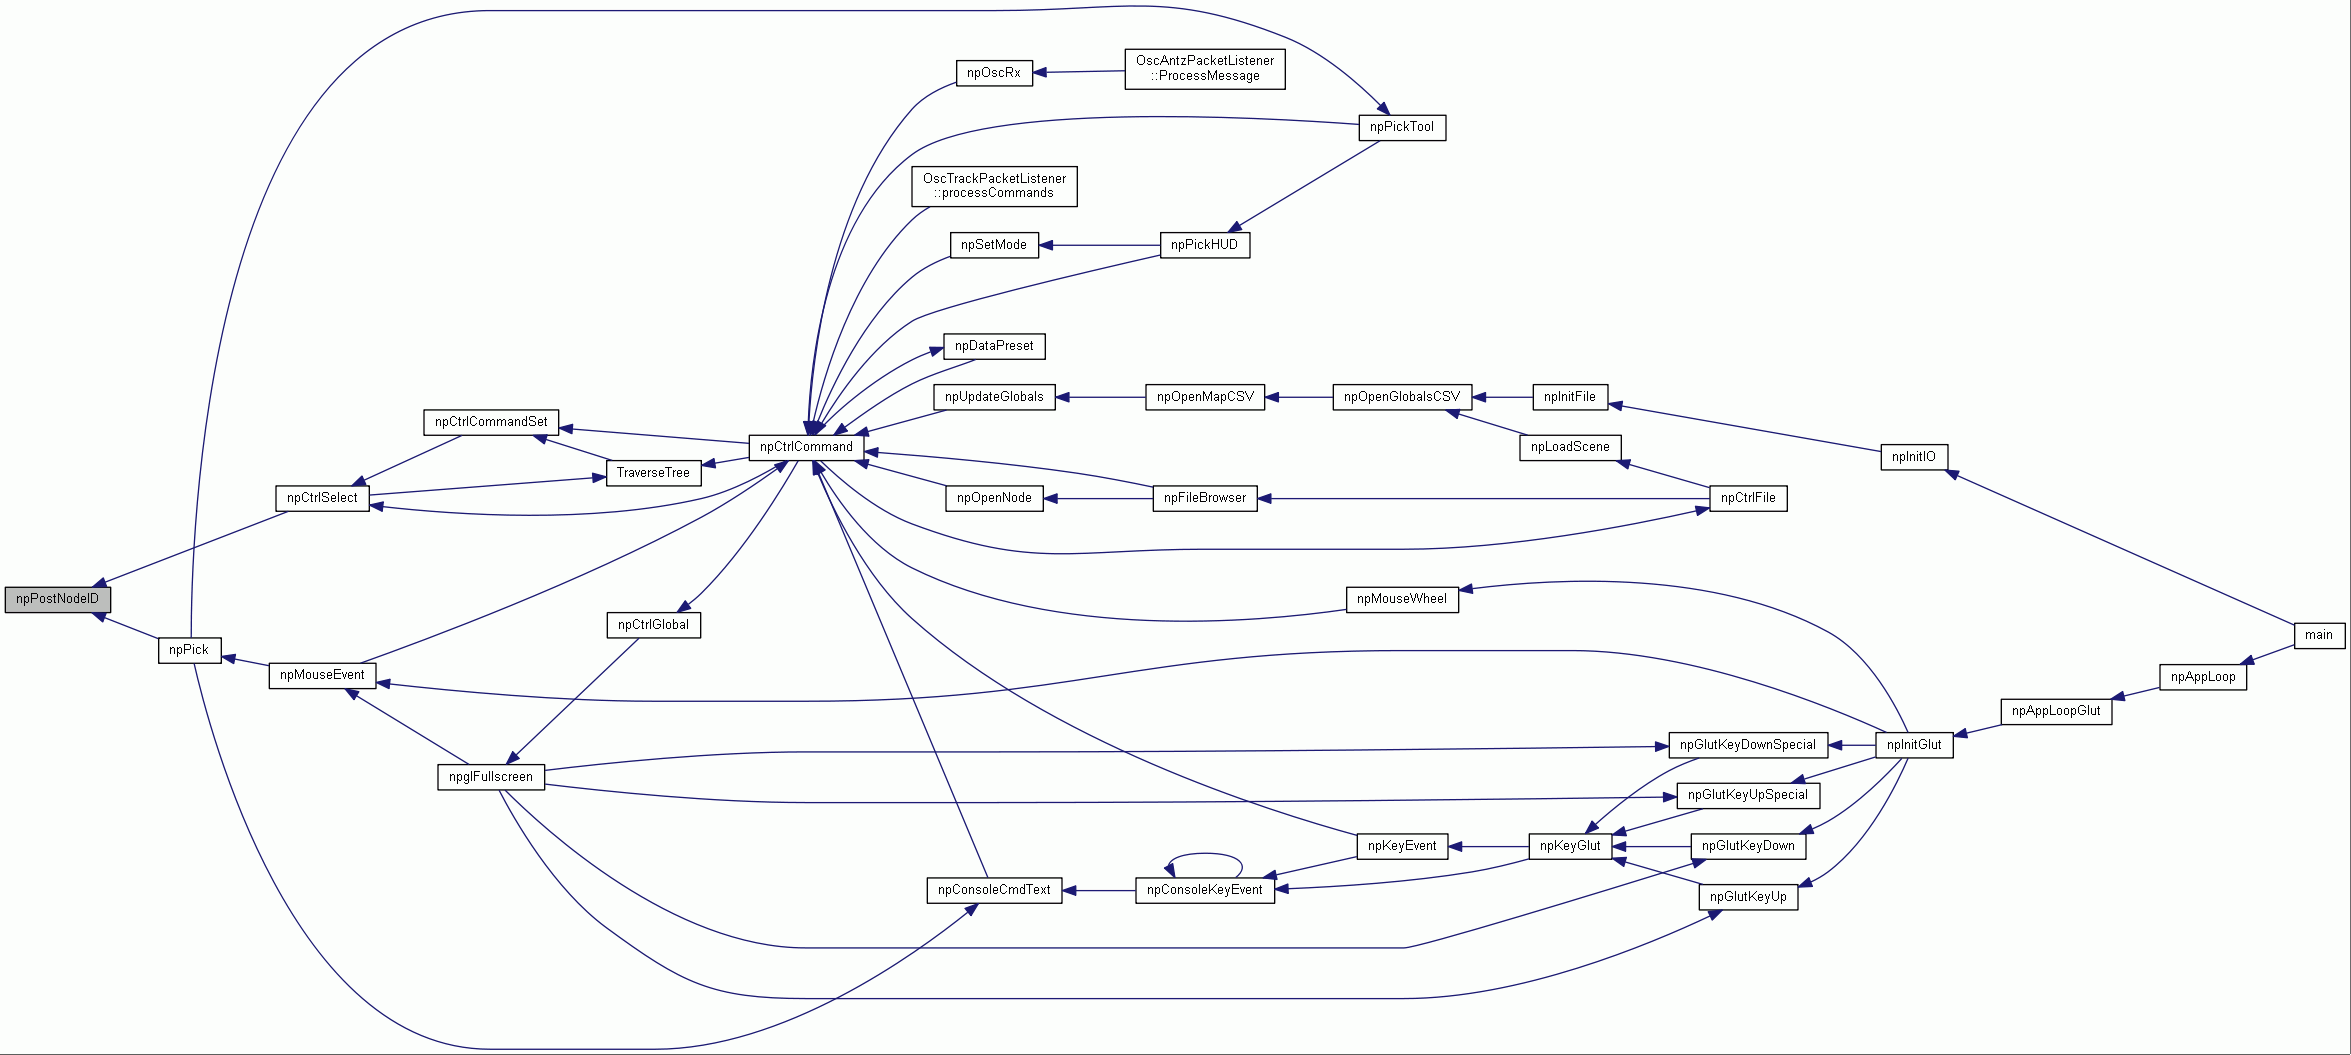 OscAntzPacketListener
::ProcessMessage
npOscRx
npPickTool
OscTrackPacketListener
::processCommands
npSetMode
npPickHUD
npDataPreset
npUpdateGlobals
npOpenMapCSV
npOpenGlobalsCSV
npInitFile
npCtrlCommandSet
npCtrlCommand
npLoadScene
npInitIO
TraverseTree
npCtrlSelect
npOpenNode
npFileBrowser
npCtrlFile
npPostNodeID
npMouseWheel
npCtrlGlobal
main
npPick
npMouseEvent
npAppLoop
npAppLoopGlut
npGlutKeyDownSpecial
npInitGlut
npglFullscreen
npGlutKeyUpSpecial
npKeyEvent
npKeyGlut
npGlutKeyDown
npConsoleCmdText
npConsoleKeyEvent
npGlutKeyUp